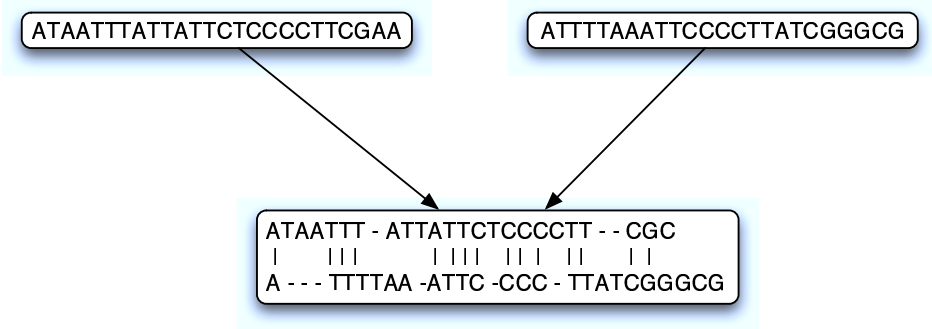 ATAATTTATTATTCTCCCCTTCGAA
ATTTTAAATTCCCCTTATCGGGCG
ATAATTT - ATTATTCTCCCCTT - - CGC
| | | | | | | | | | | | | | |
A - - - TTTTAA -ATTC -CCC - TTATCGGGCG